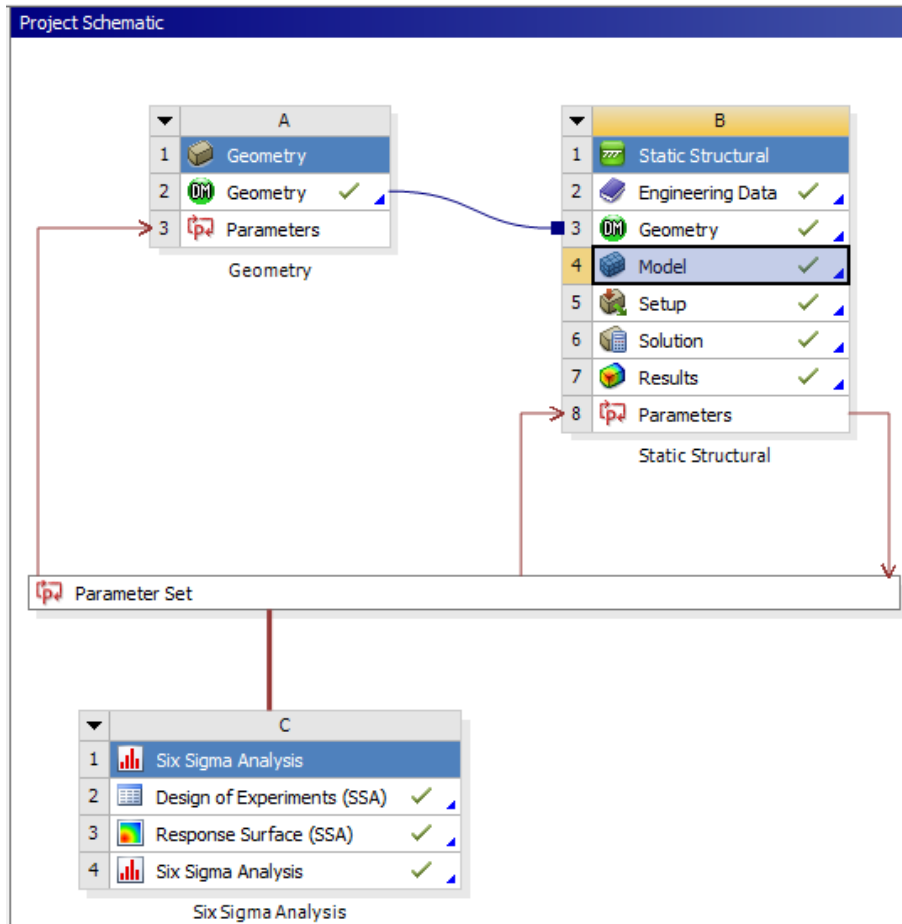 Project Schematic
A
1 Geometry
2 DM Geometry
3 Parameters
Geometry
B
1 Static Structural
2 Engineering Data
3 DM Geometry
4 Model
5 Setup
6 Solution
7 Results
8 Parameters
Static Structural
Parameter Set
C
1 Six Sigma Analysis
2 Design of Experiments (SSA)
3 Response Surface (SSA)
4 Six Sigma Analysis
Six Sigma Analysis